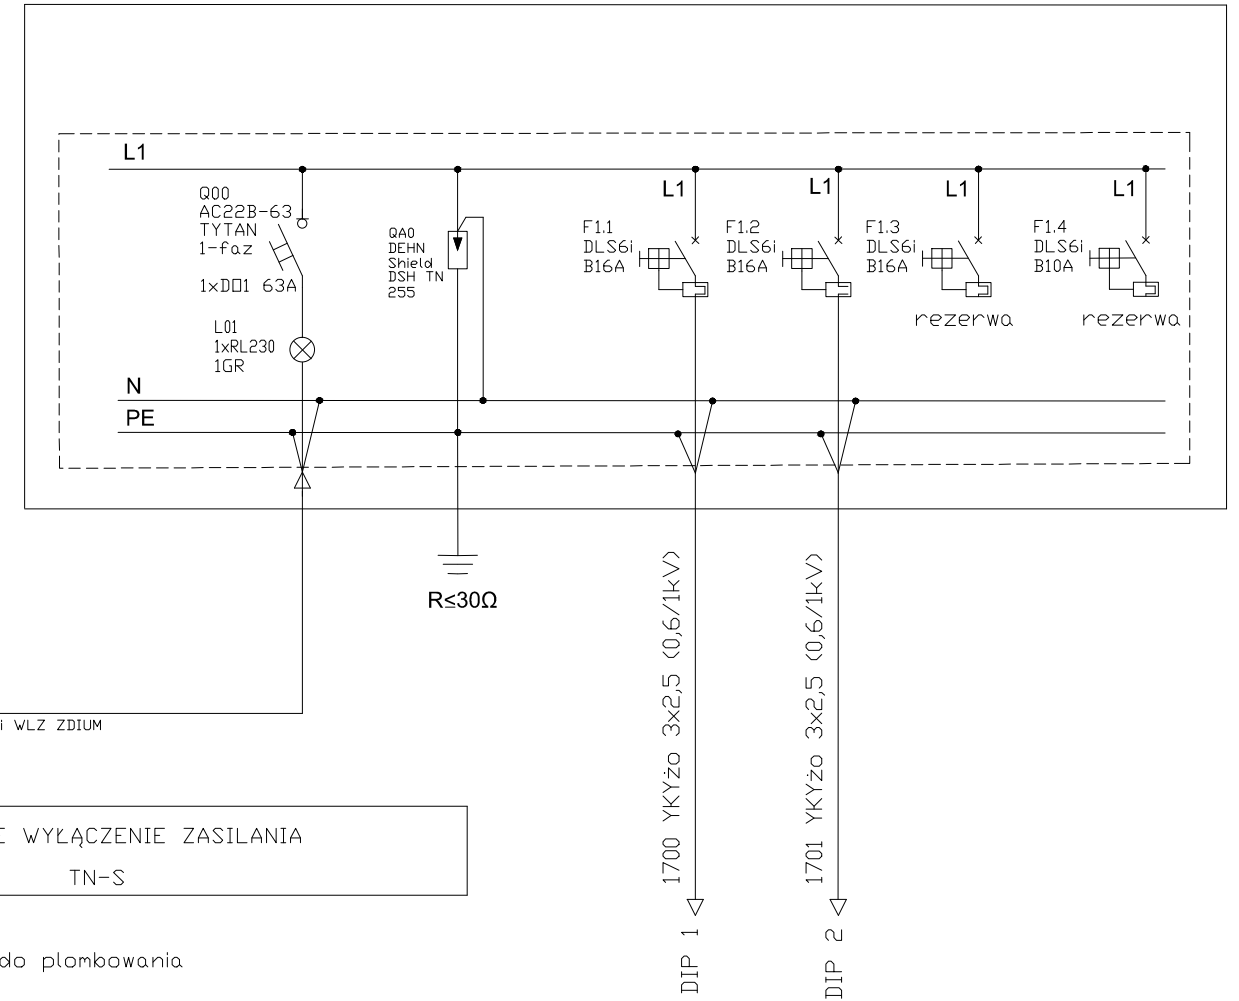 L1
Q00
AC22B-63
TYTAN
1-faz
1xD01 63A
L01
1xRL230
1GR
QA0
DEHN
Shield
DSH TN
255
L1
F1.1
DLS6i
B16A
L1
F1.2
DLS6i
B16A
L1
F1.3
DLS6i
B16A
rezerwa
L1
F1.4
DLS6i
B10A
rezerwa
N
PE
R≤30Ω
1700 YKYżo 3x2,5 (0,6/1kV)
DIP 1
1701 YKYżo 3x2,5 (0,6/1kV)
DIP 2
i WLZ ZDIUM
WYŁĄCZENIE ZASILANIA
TN-S
do plombowania